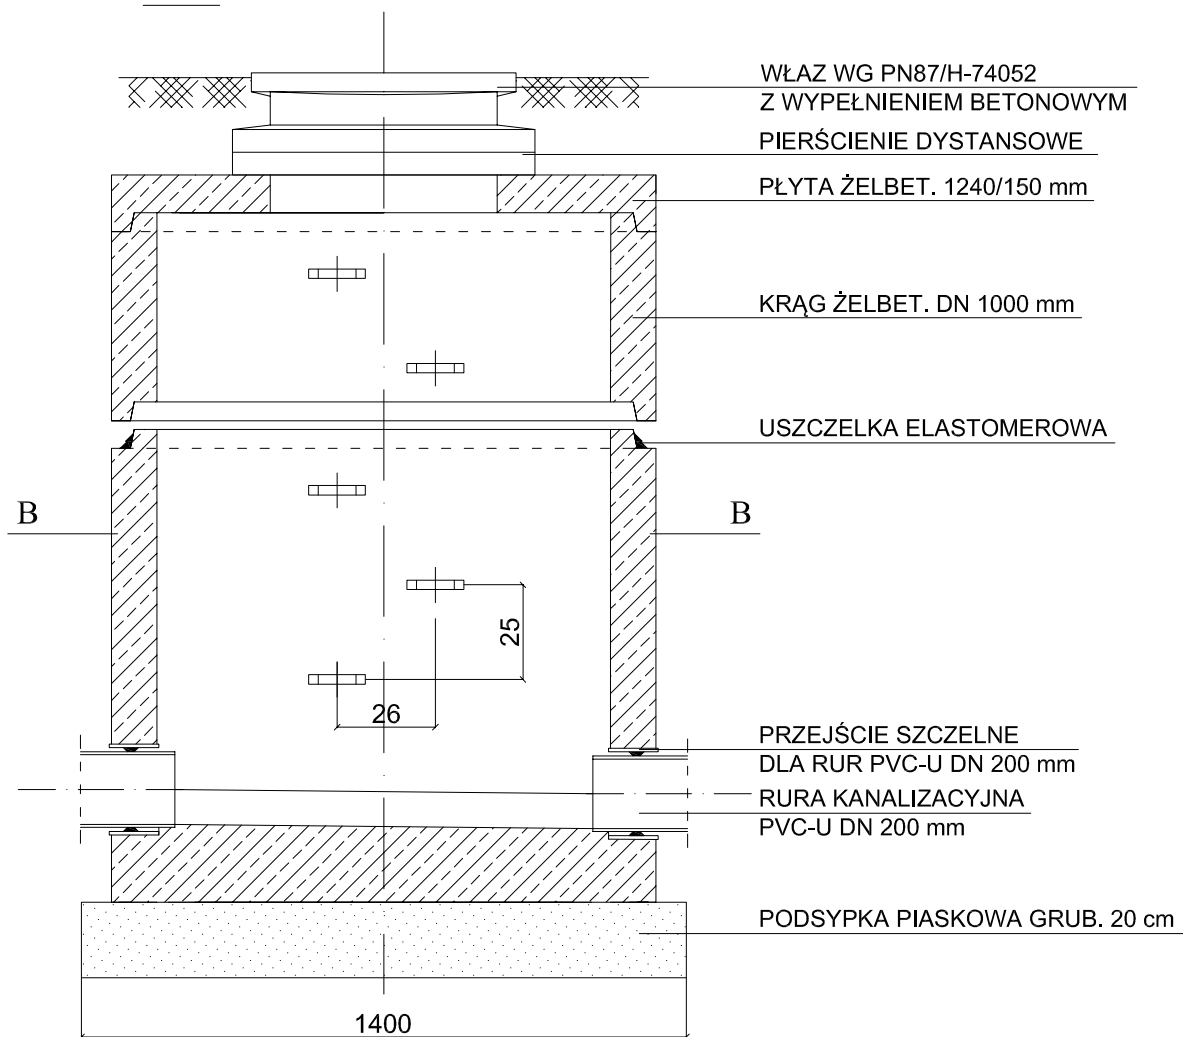 WŁAZ WG PN87/H-74052
Z WYPEŁNIENIEM BETONOWYM
PIERŚCIENIE DYSTANSOWE
PŁYTA ŻELBET. 1240/150 mm
KRĄG ŻELBET. DN 1000 mm
USZCZELKA ELASTOMEROWA
B
B
25
26
PRZEJŚCIE SZCZELNE
DLA RUR PVC-U DN 200 mm
RURA KANALIZACYJNA
PVC-U DN 200 mm
PODSYPKA PIASKOWA GRUB. 20 cm
1400